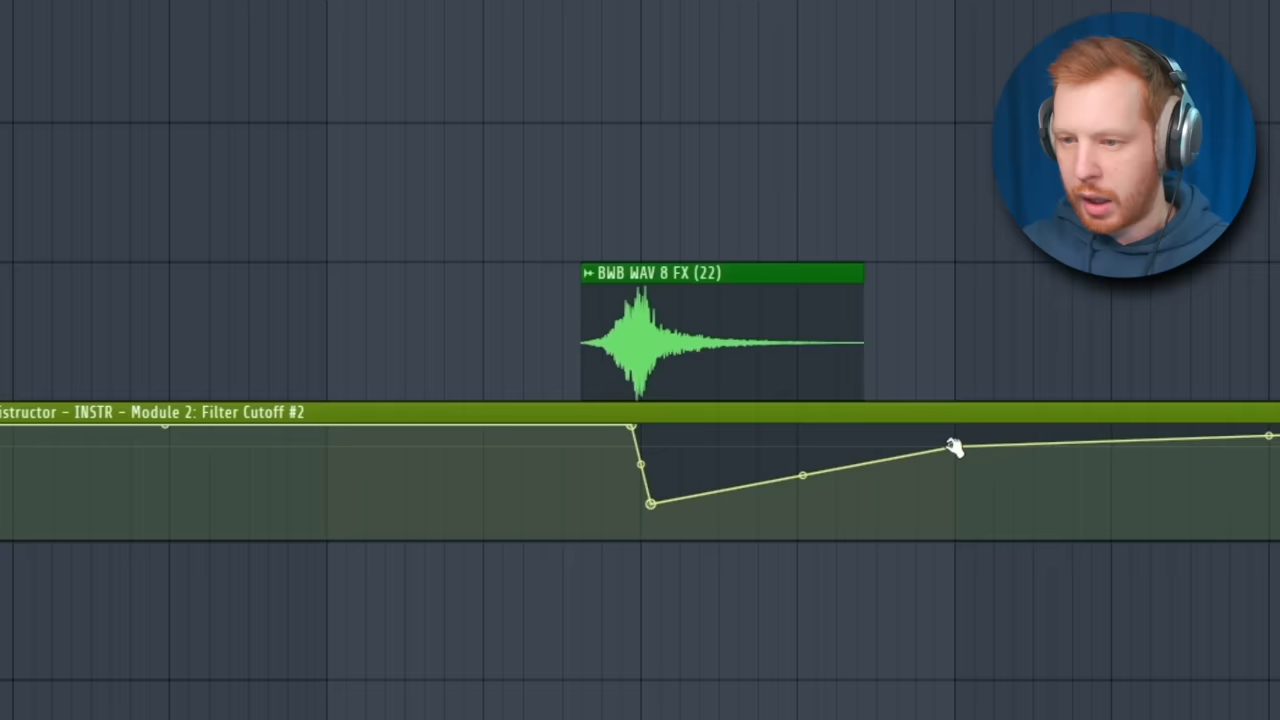 BWB WAV 8 FX (22)
istructor - INSTR - Module 2: Filter Cutoff #2